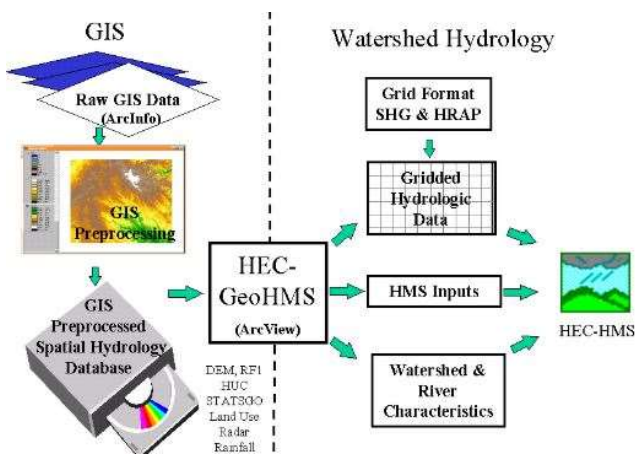 GIS
Raw GIS Data
(ArcInfo)
GIS
Preprocessing
GIS
Preprocessed
Spatial Hydrology
Database
DEM, RF1
HUC
STATSGO
Land Use
Radar
Rainfall
HEC-
GeoHMS
(ArcView)
Watershed Hydrology
Grid Format
SHG & HRAP
Gridded
Hydrologic
Data
HMS Inputs
Watershed &
River
Characteristics
HEC-HMS